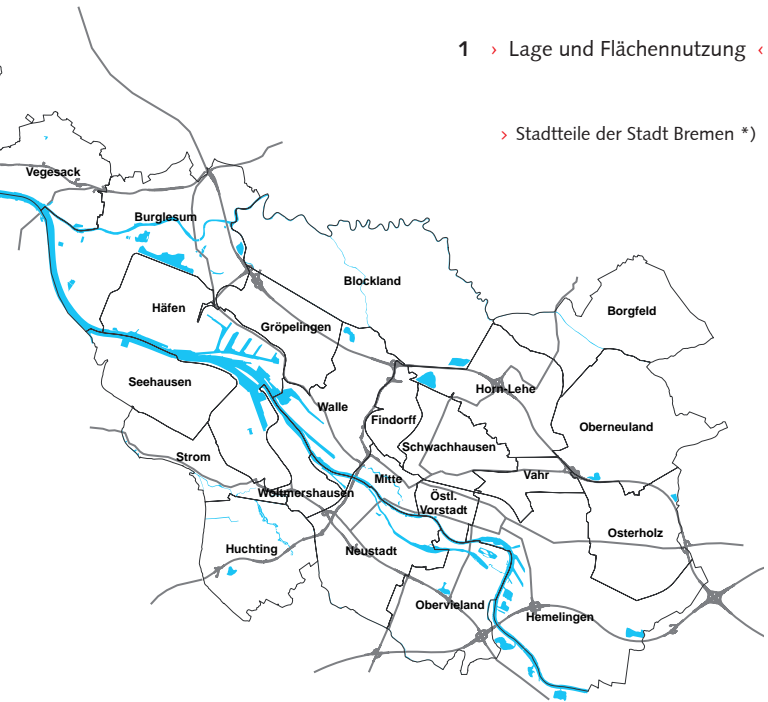 1 › Lage und Flächennutzung ‹
› Stadtteile der Stadt Bremen *)
Vegesack
Burglesum
Blockland
Häfen
Borgfeld
Gröpelingen
Seehausen
Horn-Lehe
Walle
Findorff
Oberneuland
Schwachhausen
Strom
Vahr
Mitte
Woltmershausen
Östl.
Vorstadt
Osterholz
Huchting
Neustadt
Obervieland
Hemelingen